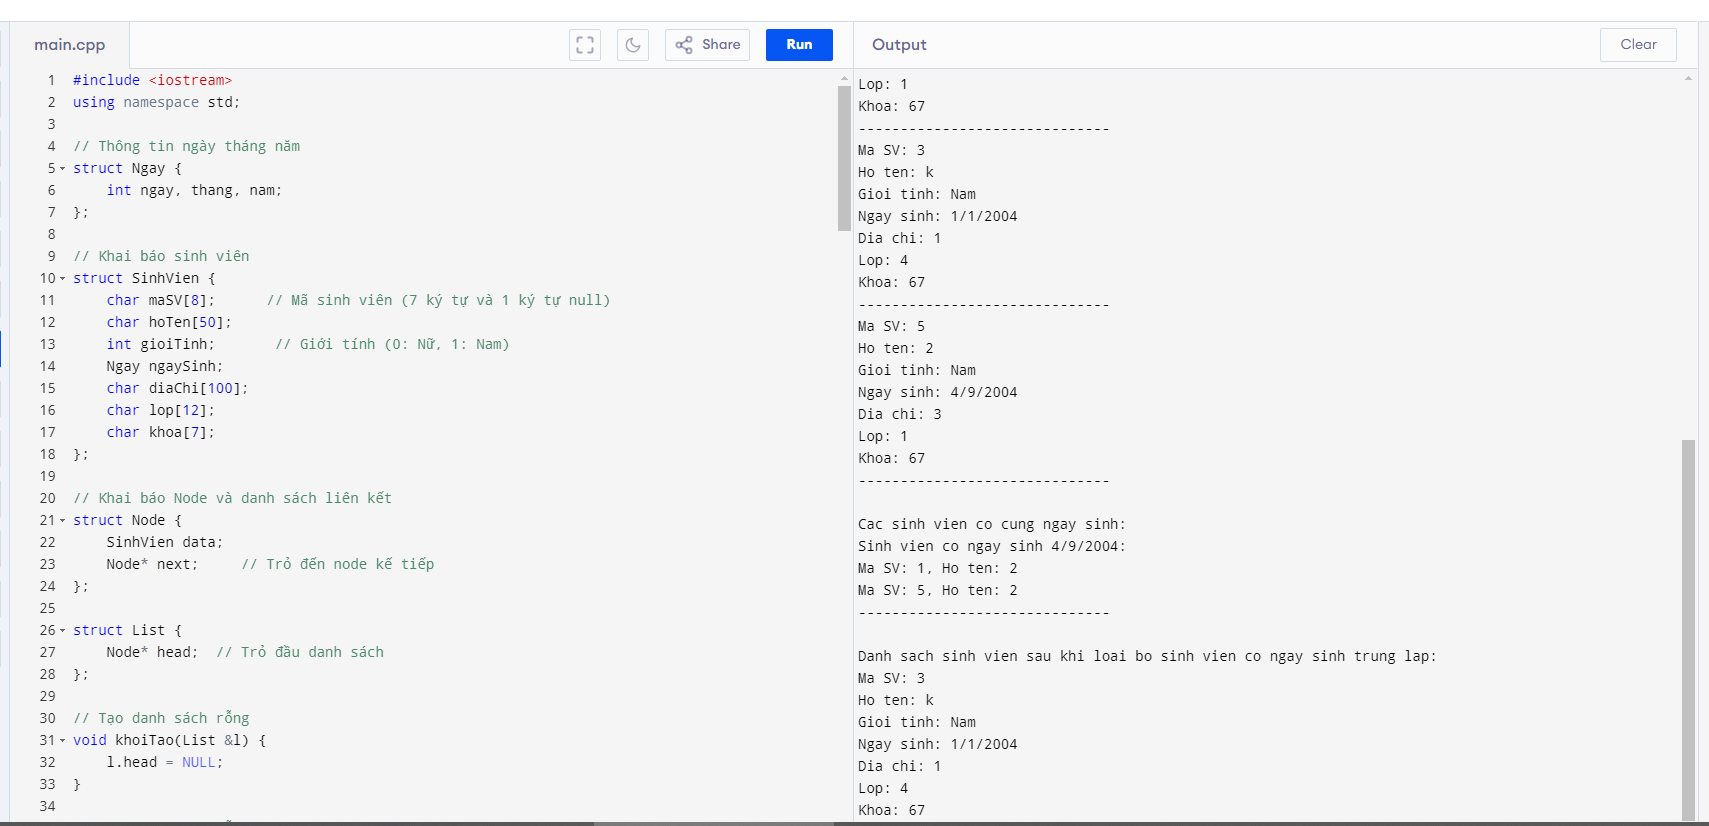 main.cpp
Share
Run
1 #include <iostream>
2 using namespace std;
3
4 // Thông tin ngày tháng năm
5 struct Ngay {
6 int ngay, thang, nam;
7 };
8
9 // Khai báo sinh viên
10 struct SinhVien {
11 char maSV[8]; // Mã sinh viên (7 ký tự và 1 ký tự null)
12 char hoTen[50];
13 int gioiTinh; // Giới tính (0: Nữ, 1: Nam)
14 Ngay ngaySinh;
15 char diaChi[100];
16 char lop[12];
17 char khoa[7];
18 };
19
20 // Khai báo Node và danh sách liên kết
21 struct Node {
22 SinhVien data;
23 Node* next; // Trỏ đến node kế tiếp
24 };
25
26 struct List {
27 Node* head; // Trỏ đầu danh sách
28 };
29
30 // Tạo danh sách rỗng
31 void khoiTao(List &l) {
32 l.head = NULL;
33 }
34
Output
Clear
Lop: 1
Khoa: 67
------------------------------
Ma SV: 3
Ho ten: k
Gioi tinh: Nam
Ngay sinh: 1/1/2004
Dia chi: 1
Lop: 4
Khoa: 67
------------------------------
Ma SV: 5
Ho ten: 2
Gioi tinh: Nam
Ngay sinh: 4/9/2004
Dia chi: 3
Lop: 1
Khoa: 67
------------------------------
Cac sinh vien co cung ngay sinh:
Sinh vien co ngay sinh 4/9/2004:
Ma SV: 1, Ho ten: 2
Ma SV: 5, Ho ten: 2
------------------------------
Danh sach sinh vien sau khi loai bo sinh vien co ngay sinh trung lap:
Ma SV: 3
Ho ten: k
Gioi tinh: Nam
Ngay sinh: 1/1/2004
Dia chi: 1
Lop: 4
Khoa: 67